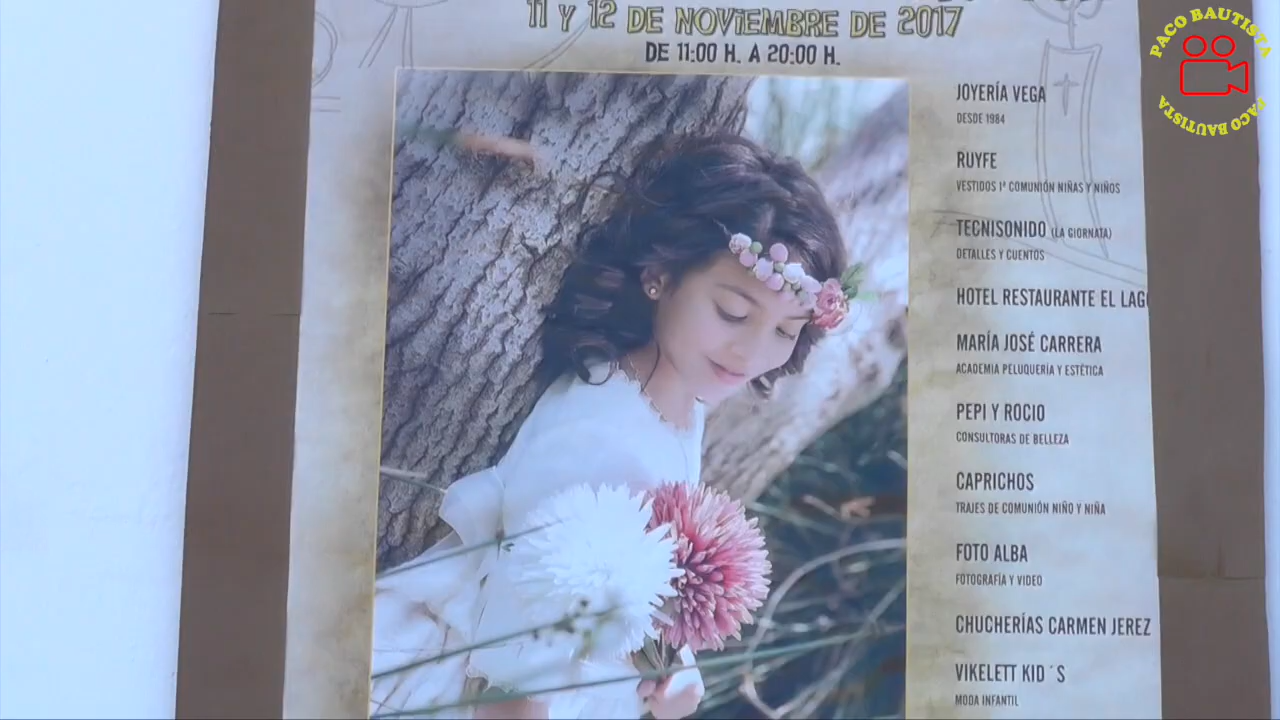 11 Y 12 DE NOVIEMBRE DE 2017
DE 11:00 H. A 20:00 H.
JOYERÍA VEGA
DESDE 1984
RUYFE
VESTIDOS 1ª COMUNIÓN NIÑAS Y NIÑOS
TECNISONIDO (LA GIORNATA)
DETALLES Y CUENTOS
HOTEL RESTAURANTE EL LAG
MARÍA JOSÉ CARRERA
ACADEMIA PELUQUERÍA Y ESTÉTICA
PEPI Y ROCIO
CONSULTORAS DE BELLEZA
CAPRICHOS
TRAJES DE COMUNIÓN NIÑO Y NIÑA
FOTO ALBA
FOTOGRAFÍA Y VIDEO
CHUCHERÍAS CARMEN JEREZ
VIKELETT KID´S
MODA INFANTIL
PACO BAUTISTA
PACO BAUTISTA